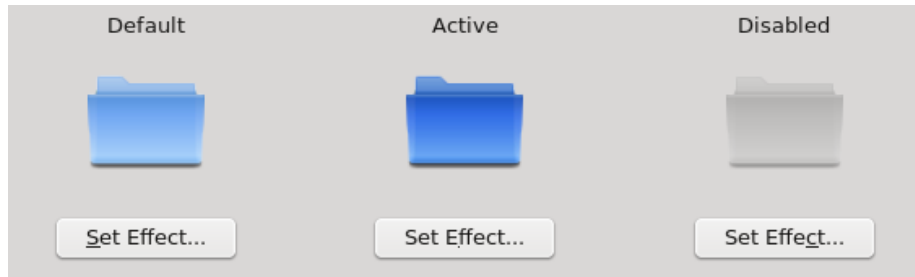 Default Active Disabled
Set Effect... Set Effect... Set Effect...